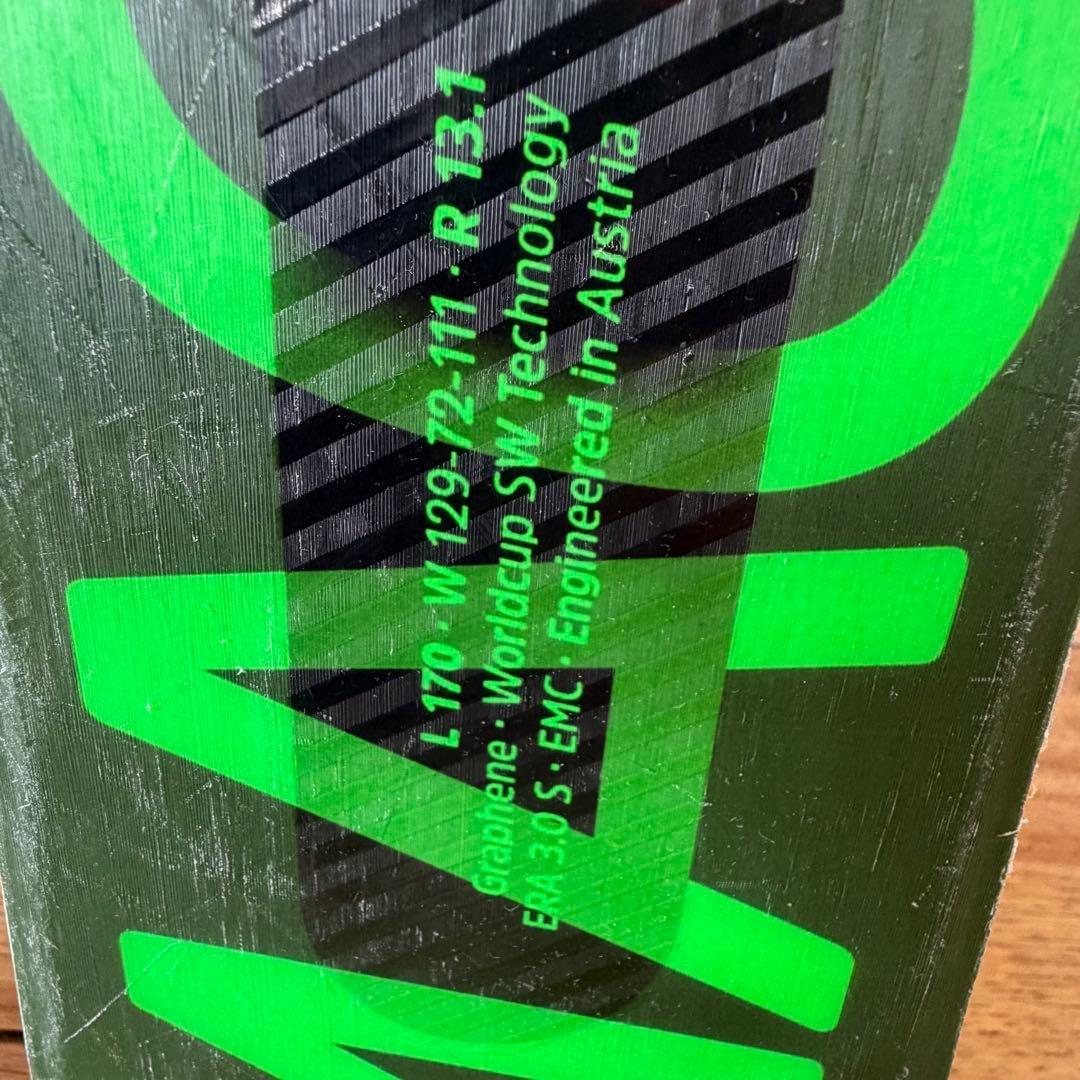 L 170 · W 129-72-111 · R 13.1
Graphene · Worldcup SW Technology
ERA 3.0 S · EMC · Engineered in Austria